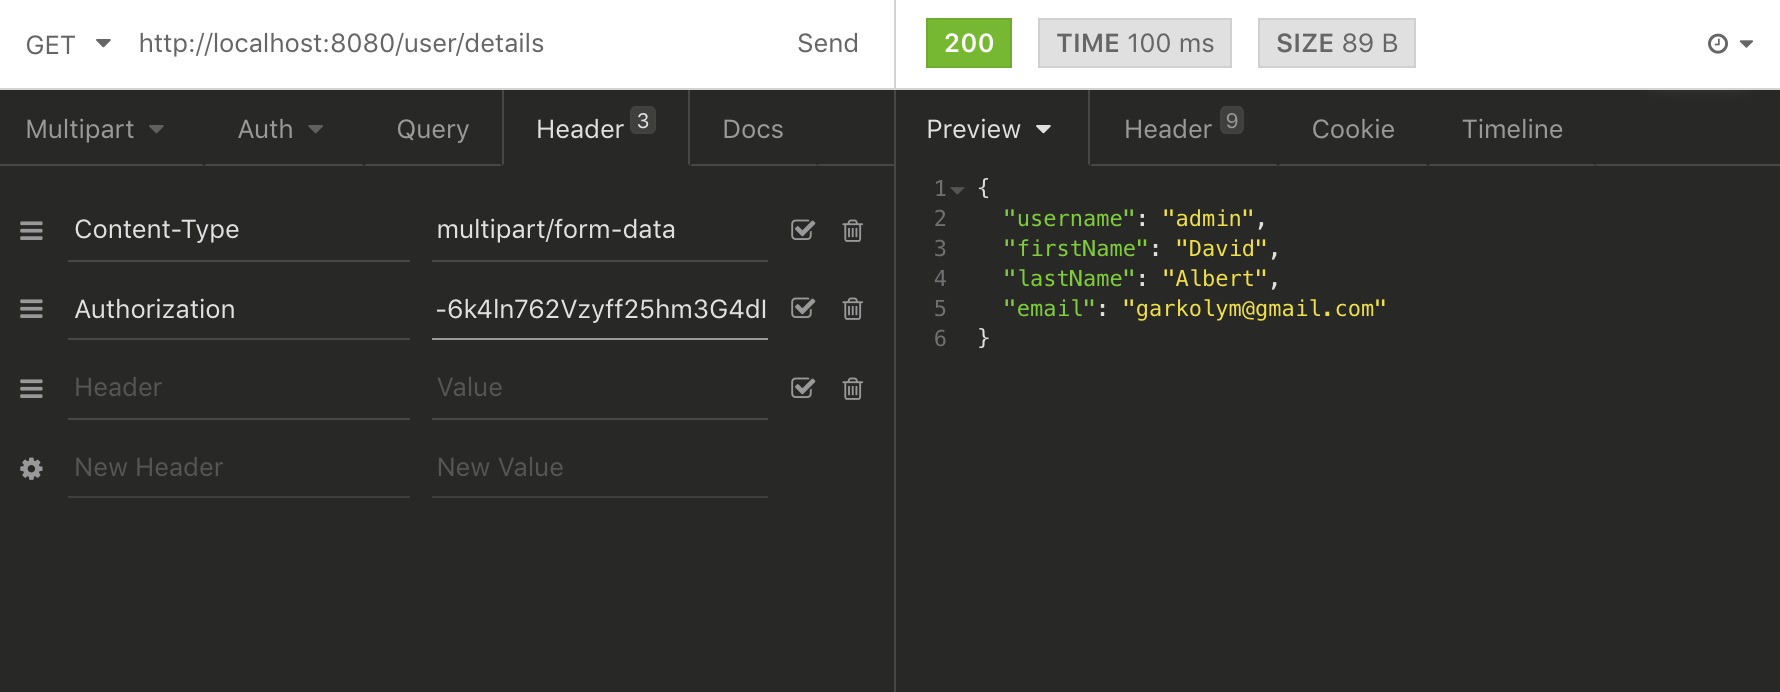 GET http://localhost:8080/user/details Send
200 TIME 100 ms SIZE 89 B
Multipart Auth Query Header 3 Docs
Content-Type multipart/form-data
Authorization -6k4ln762Vzyff25hm3G4dI
Header Value
New Header New Value
Preview Header 9 Cookie Timeline
1 {
2 "username": "admin",
3 "firstName": "David",
4 "lastName": "Albert",
5 "email": "garkolym@gmail.com"
6 }